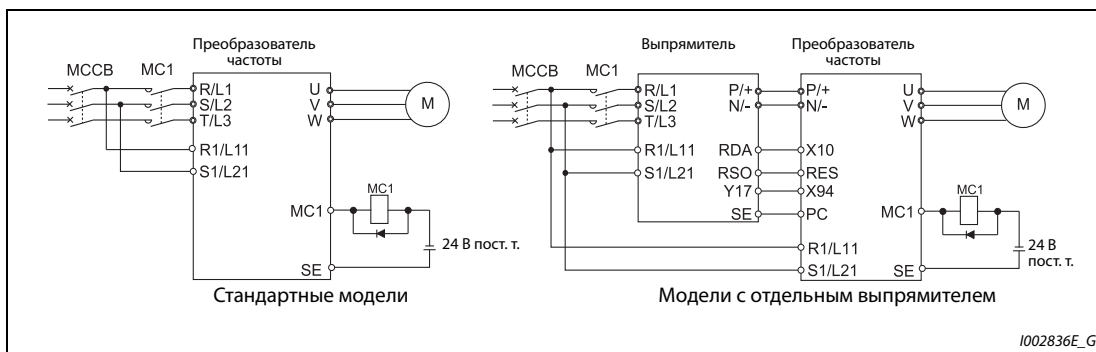 Преобразователь
частоты
MCCB
MC1
R/L1
S/L2
T/L3
R1/L11
S1/L21
U
V
W
M
MC1
MC1
SE
24 В пост. т.
Стандартные модели
Выпрямитель
Преобразователь
частоты
MCCB
MC1
R/L1
S/L2
T/L3
R1/L11
S1/L21
P/+
N/-
RDA
RSO
Y17
SE
P/+
N/-
X10
RES
X94
PC
R1/L11
S1/L21
U
V
W
M
MC1
MC1
SE
24 В
пост. т.
Модели с отдельным выпрямителем
I002836E_G